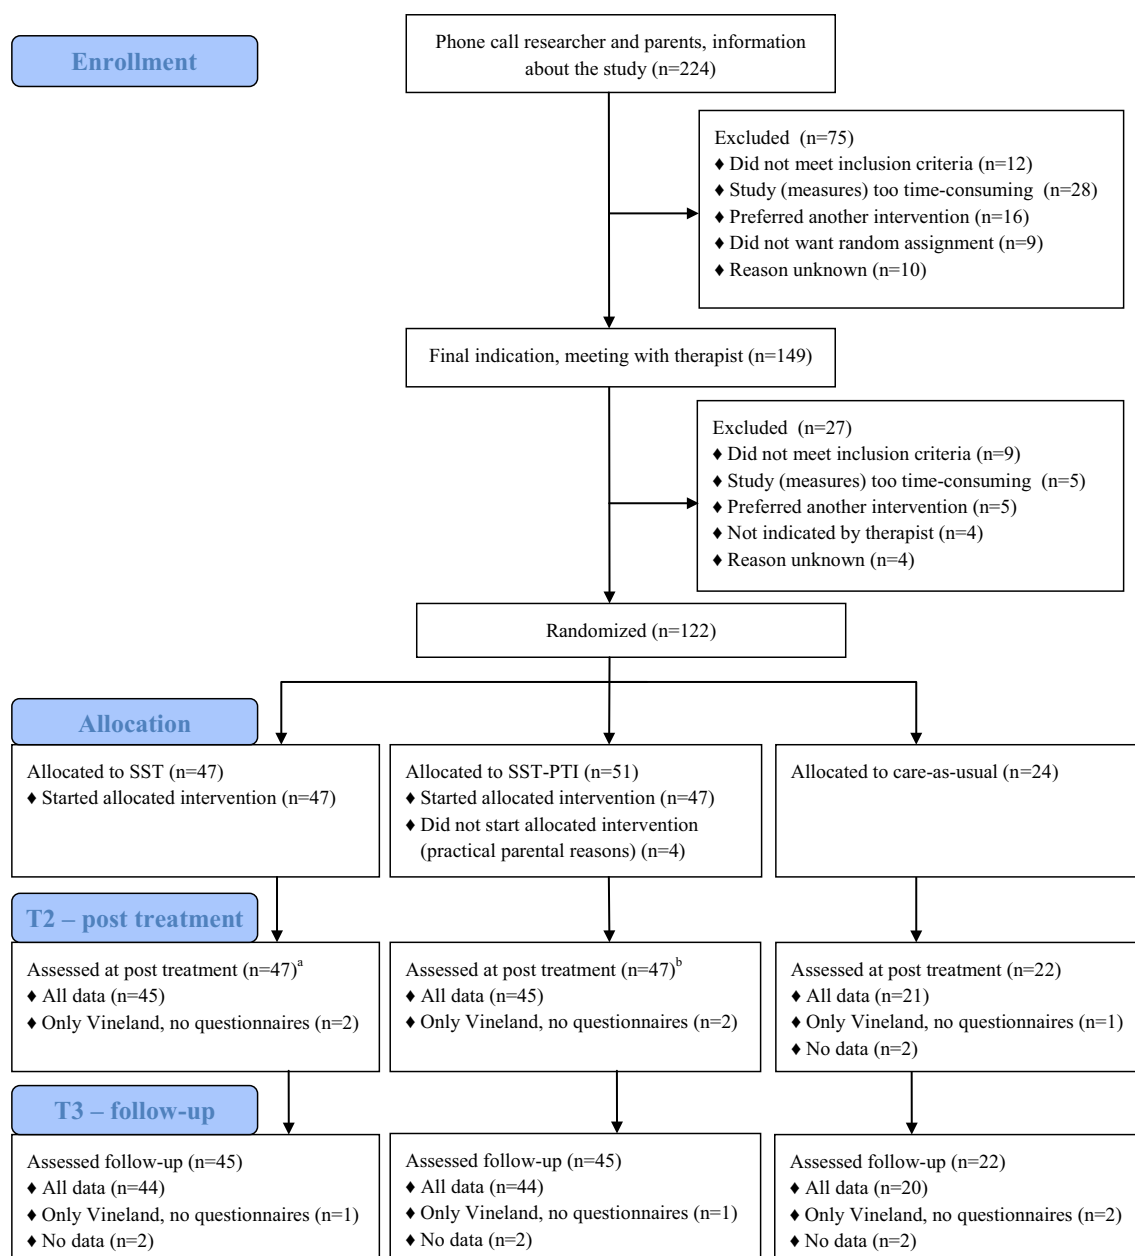 Enrollment
Phone call researcher and parents, information
about the study (n=224)
Excluded  (n=75)
♦ Did not meet inclusion criteria (n=12)
♦ Study (measures) too time-consuming  (n=28)
♦ Preferred another intervention (n=16)
♦ Did not want random assignment (n=9)
♦ Reason unknown (n=10)
Final indication, meeting with therapist (n=149)
Excluded  (n=27)
♦ Did not meet inclusion criteria (n=9)
♦ Study (measures) too time-consuming  (n=5)
♦ Preferred another intervention (n=5)
♦ Not indicated by therapist (n=4)
♦ Reason unknown (n=4)
Randomized (n=122)
Allocation
Allocated to SST (n=47)
♦ Started allocated intervention (n=47)
Allocated to SST-PTI (n=51)
♦ Started allocated intervention (n=47)
♦ Did not start allocated intervention
(practical parental reasons) (n=4)
Allocated to care-as-usual (n=24)
T2 – post treatment
Assessed at post treatment (n=47)a
♦ All data (n=45)
♦ Only Vineland, no questionnaires (n=2)
Assessed at post treatment (n=47)b
♦ All data (n=45)
♦ Only Vineland, no questionnaires (n=2)
Assessed at post treatment (n=22)
♦ All data (n=21)
♦ Only Vineland, no questionnaires (n=1)
♦ No data (n=2)
T3 – follow-up
Assessed follow-up (n=45)
♦ All data (n=44)
♦ Only Vineland, no questionnaires (n=1)
♦ No data (n=2)
Assessed follow-up (n=45)
♦ All data (n=44)
♦ Only Vineland, no questionnaires (n=1)
♦ No data (n=2)
Assessed follow-up (n=22)
♦ All data (n=20)
♦ Only Vineland, no questionnaires (n=2)
♦ No data (n=2)